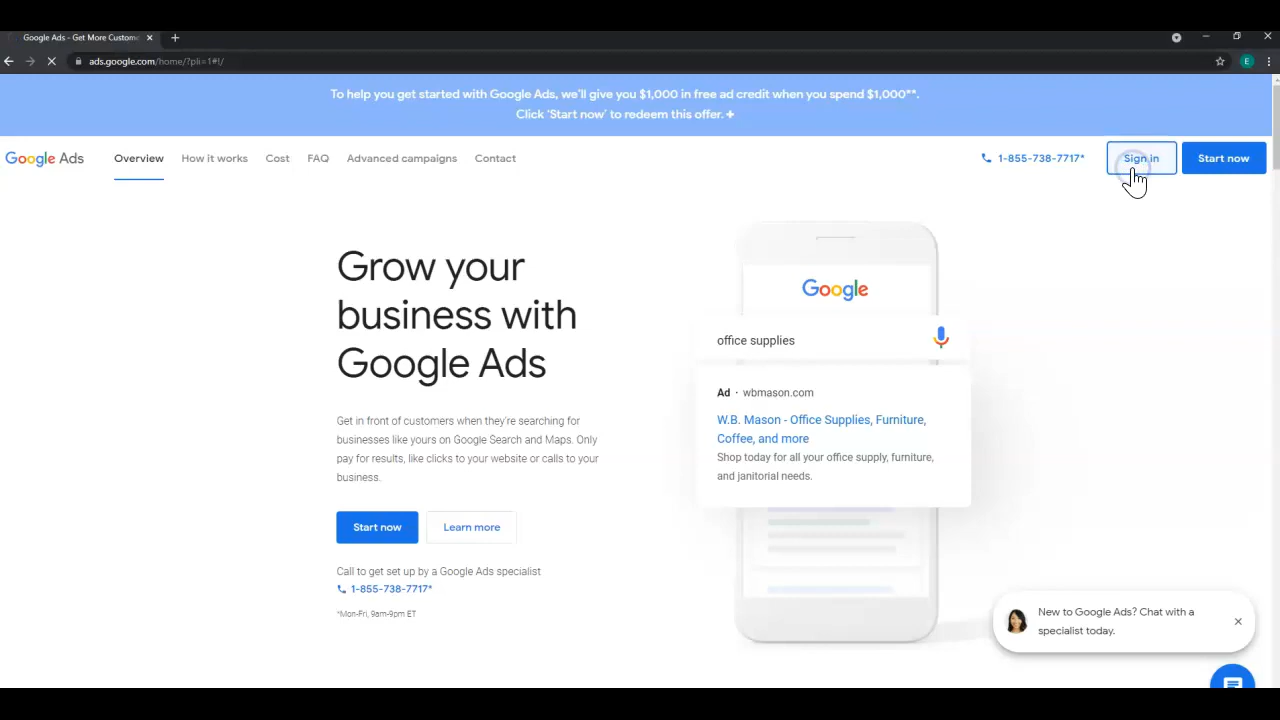 Google Ads - Get More Custome
ads.google.com/home/?pli=1#!/
E
To help you get started with Google Ads, we'll give you $1,000 in free ad credit when you spend $1,000**.
Click 'Start now' to redeem this offer. +
Google Ads
Overview
How it works
Cost
FAQ
Advanced campaigns
Contact
1-855-738-7717*
Sign in
Start now
Grow your
business with
Google Ads
Get in front of customers when they're searching for
businesses like yours on Google Search and Maps. Only
pay for results, like clicks to your website or calls to your
business.
Start now
Learn more
Call to get set up by a Google Ads specialist
1-855-738-7717*
*Mon-Fri, 9am-9pm ET
Google
office supplies
Ad · wbmason.com
W.B. Mason - Office Supplies, Furniture,
Coffee, and more
Shop today for all your office supply, furniture,
and janitorial needs.
New to Google Ads? Chat with a
specialist today.